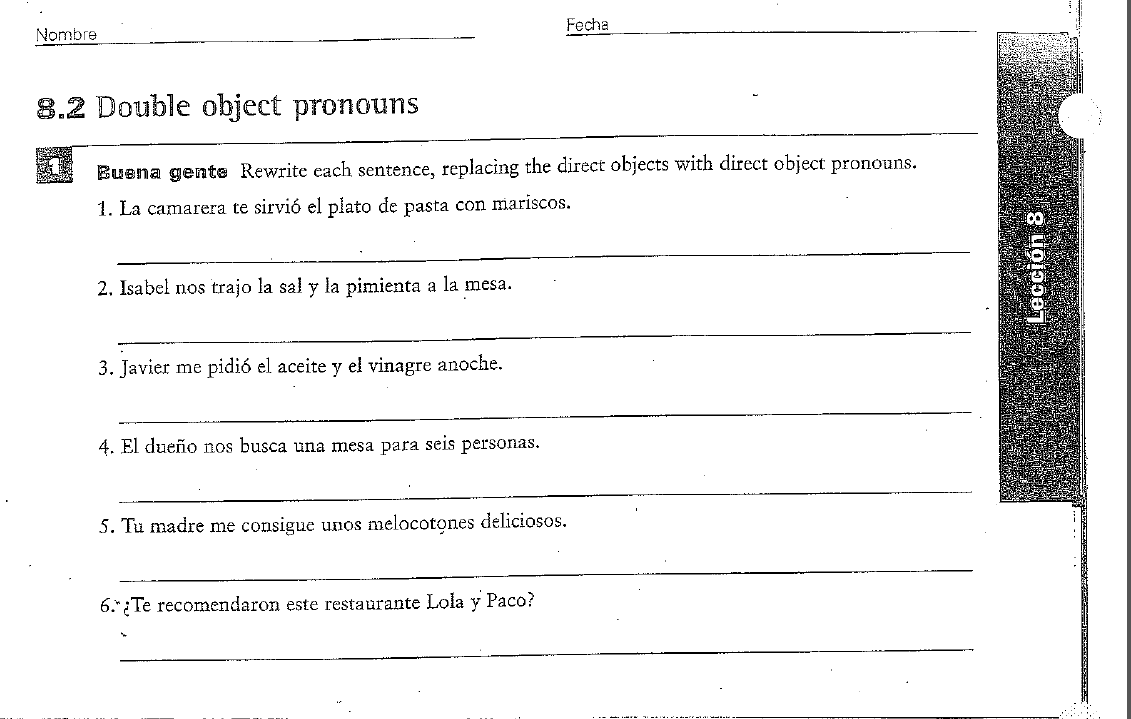 Nombre
Fecha
8.2 Double object pronouns
1 Buena gente Rewrite each sentence, replacing the direct objects with direct object pronouns.
1. La camarera te sirvió el plato de pasta con mariscos.
2. Isabel nos trajo la sal y la pimienta a la mesa.
3. Javier me pidió el aceite y el vinagre anoche.
4. El dueño nos busca una mesa para seis personas.
5. Tu madre me consigue unos melocotones deliciosos.
6. ¿Te recomendaron este restaurante Lola y Paco?
Lección 8